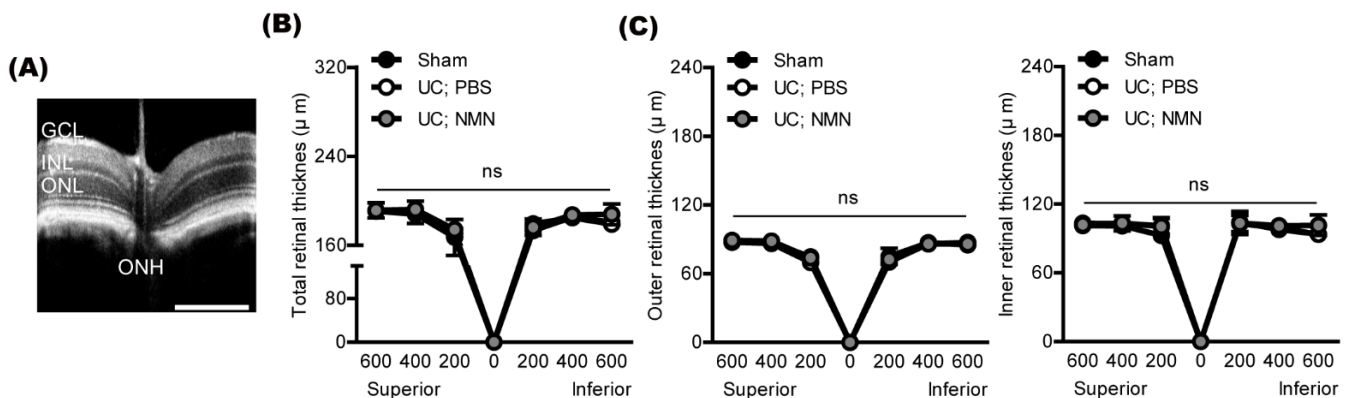 (A)
GCL
INL
ONL
ONH
(B)
Sham
UC; PBS
UC; NMN
Total retinal thicknes (μ m)
320
240
160
80
0
ns
600 400 200 0 200 400 600
Superior Inferior
(C)
Sham
UC; PBS
UC; NMN
Outer retinal thicknes (μ m)
240
180
120
60
0
ns
600 400 200 0 200 400 600
Superior Inferior
Sham
UC; PBS
UC; NMN
Inner retinal thicknes (μ m)
240
180
120
60
0
ns
600 400 200 0 200 400 600
Superior Inferior